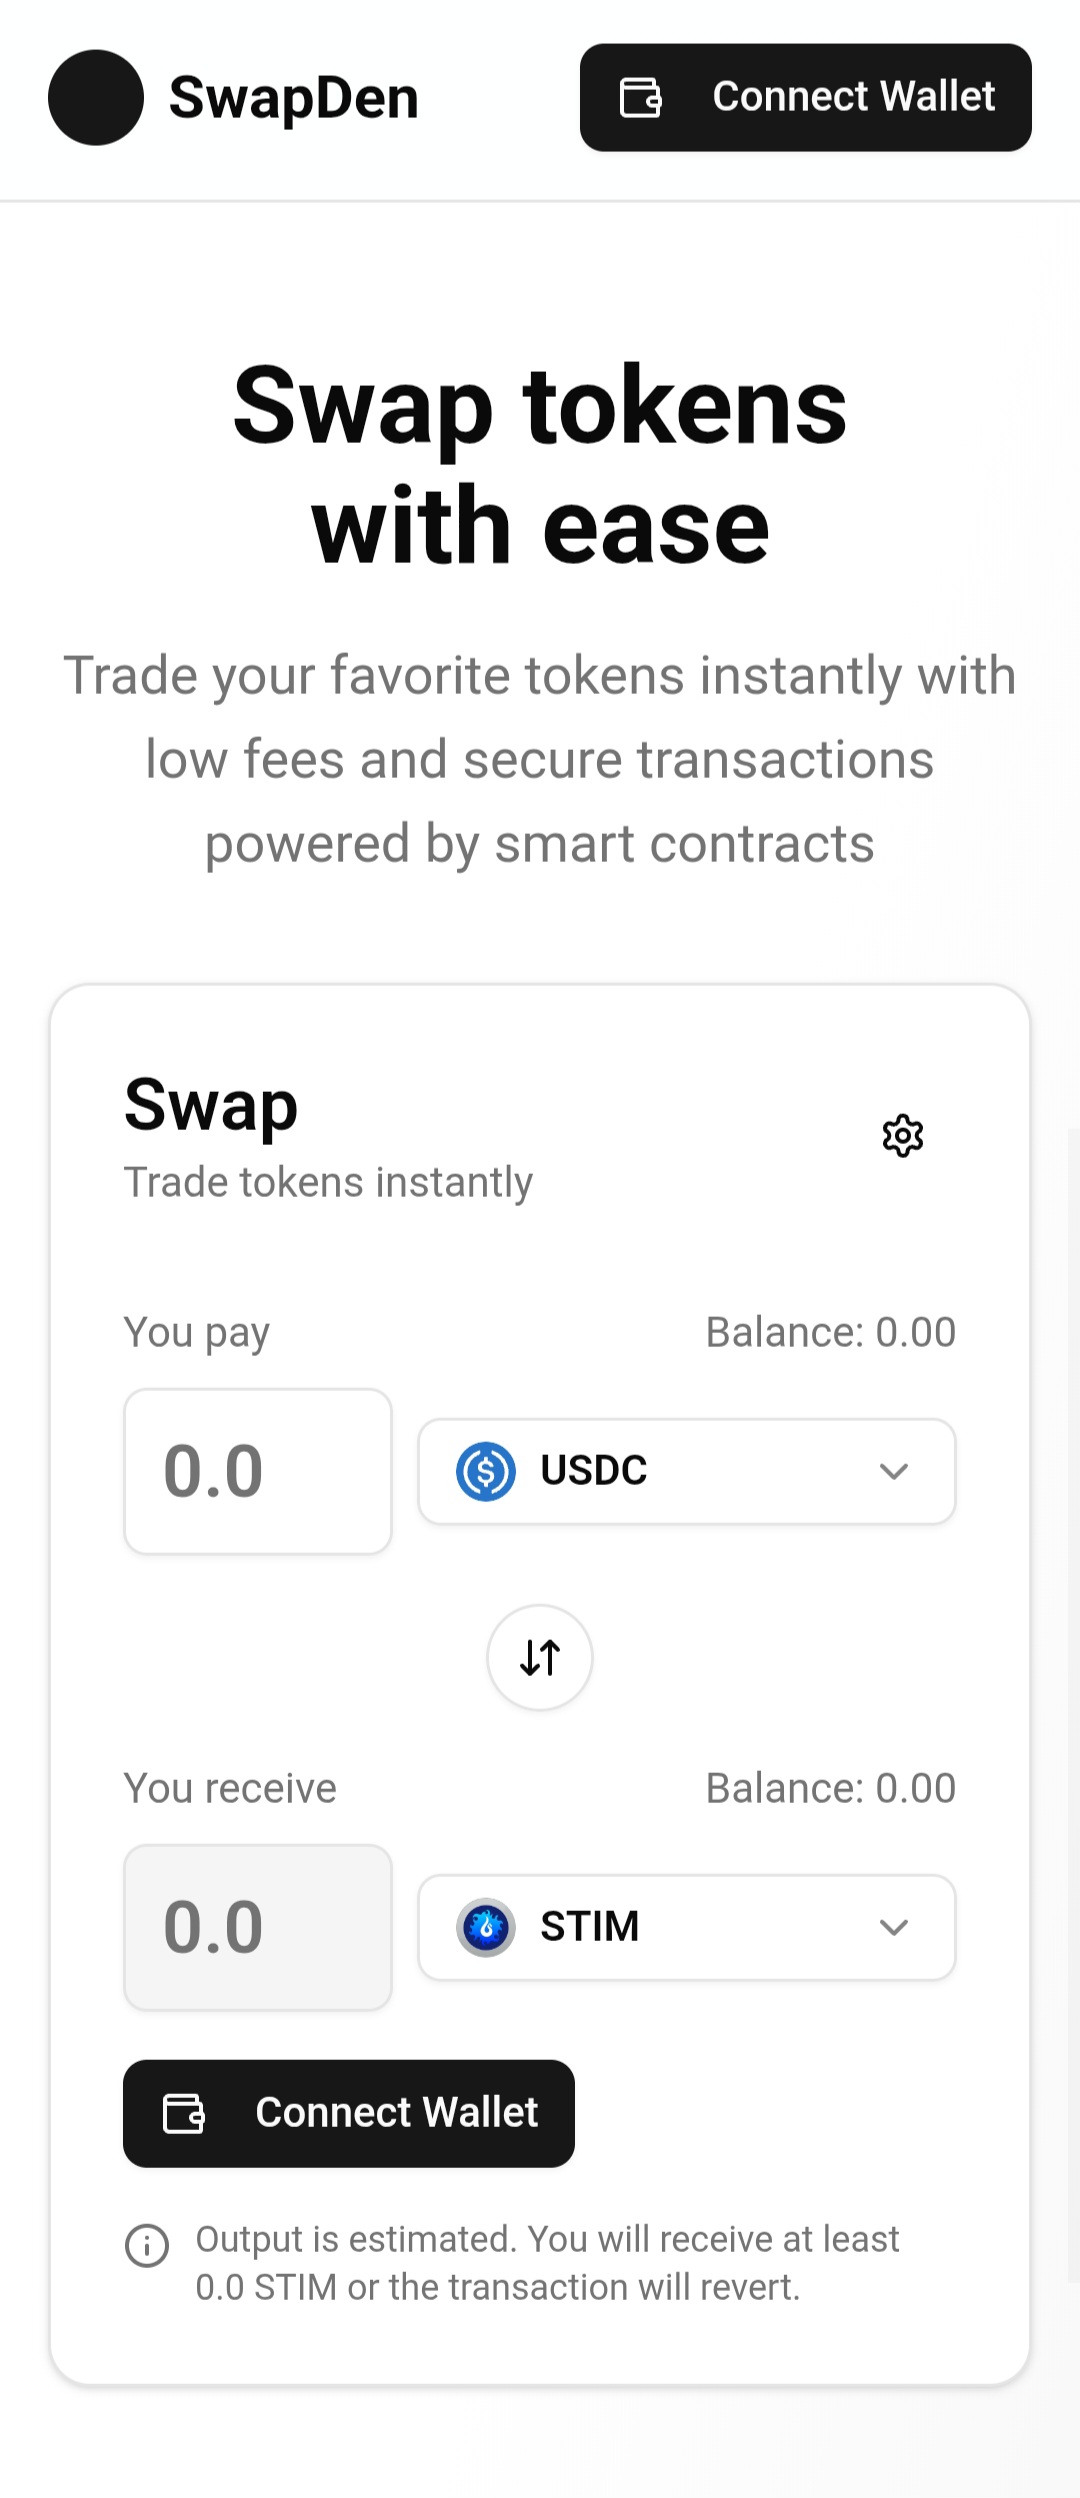 SwapDen
Connect Wallet
Swap tokens
with ease
Trade your favorite tokens instantly with
low fees and secure transactions
powered by smart contracts
Swap
Trade tokens instantly
You pay
Balance: 0.00
0.0
USDC
You receive
Balance: 0.00
0.0
STIM
Connect Wallet
Output is estimated. You will receive at least
0.0 STIM or the transaction will revert.